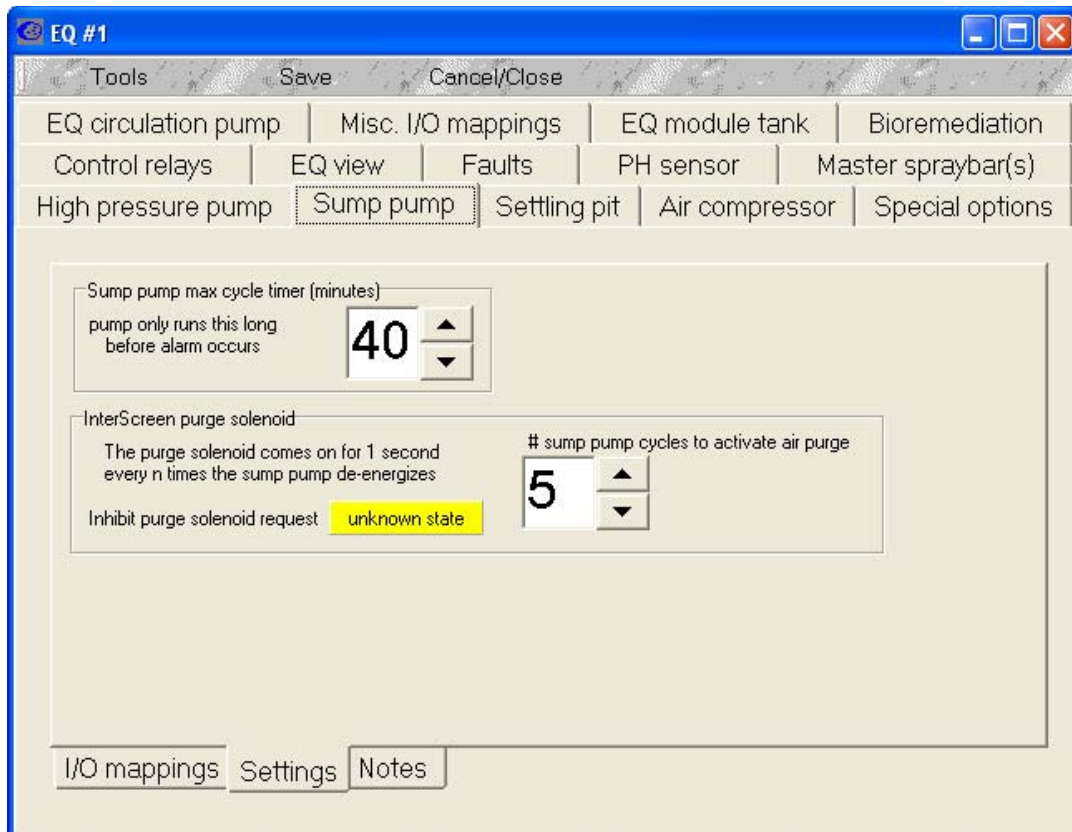 EQ #1
Tools Save Cancel/Close
EQ circulation pump Misc. I/O mappings EQ module tank Bioremediation
Control relays EQ view Faults PH sensor Master spraybar(s)
High pressure pump Sump pump Settling pit Air compressor Special options
Sump pump max cycle timer (minutes)
pump only runs this long
before alarm occurs
40
InterScreen purge solenoid
The purge solenoid comes on for 1 second
every n times the sump pump de-energizes
# sump pump cycles to activate air purge
5
Inhibit purge solenoid request unknown state
I/O mappings Settings Notes